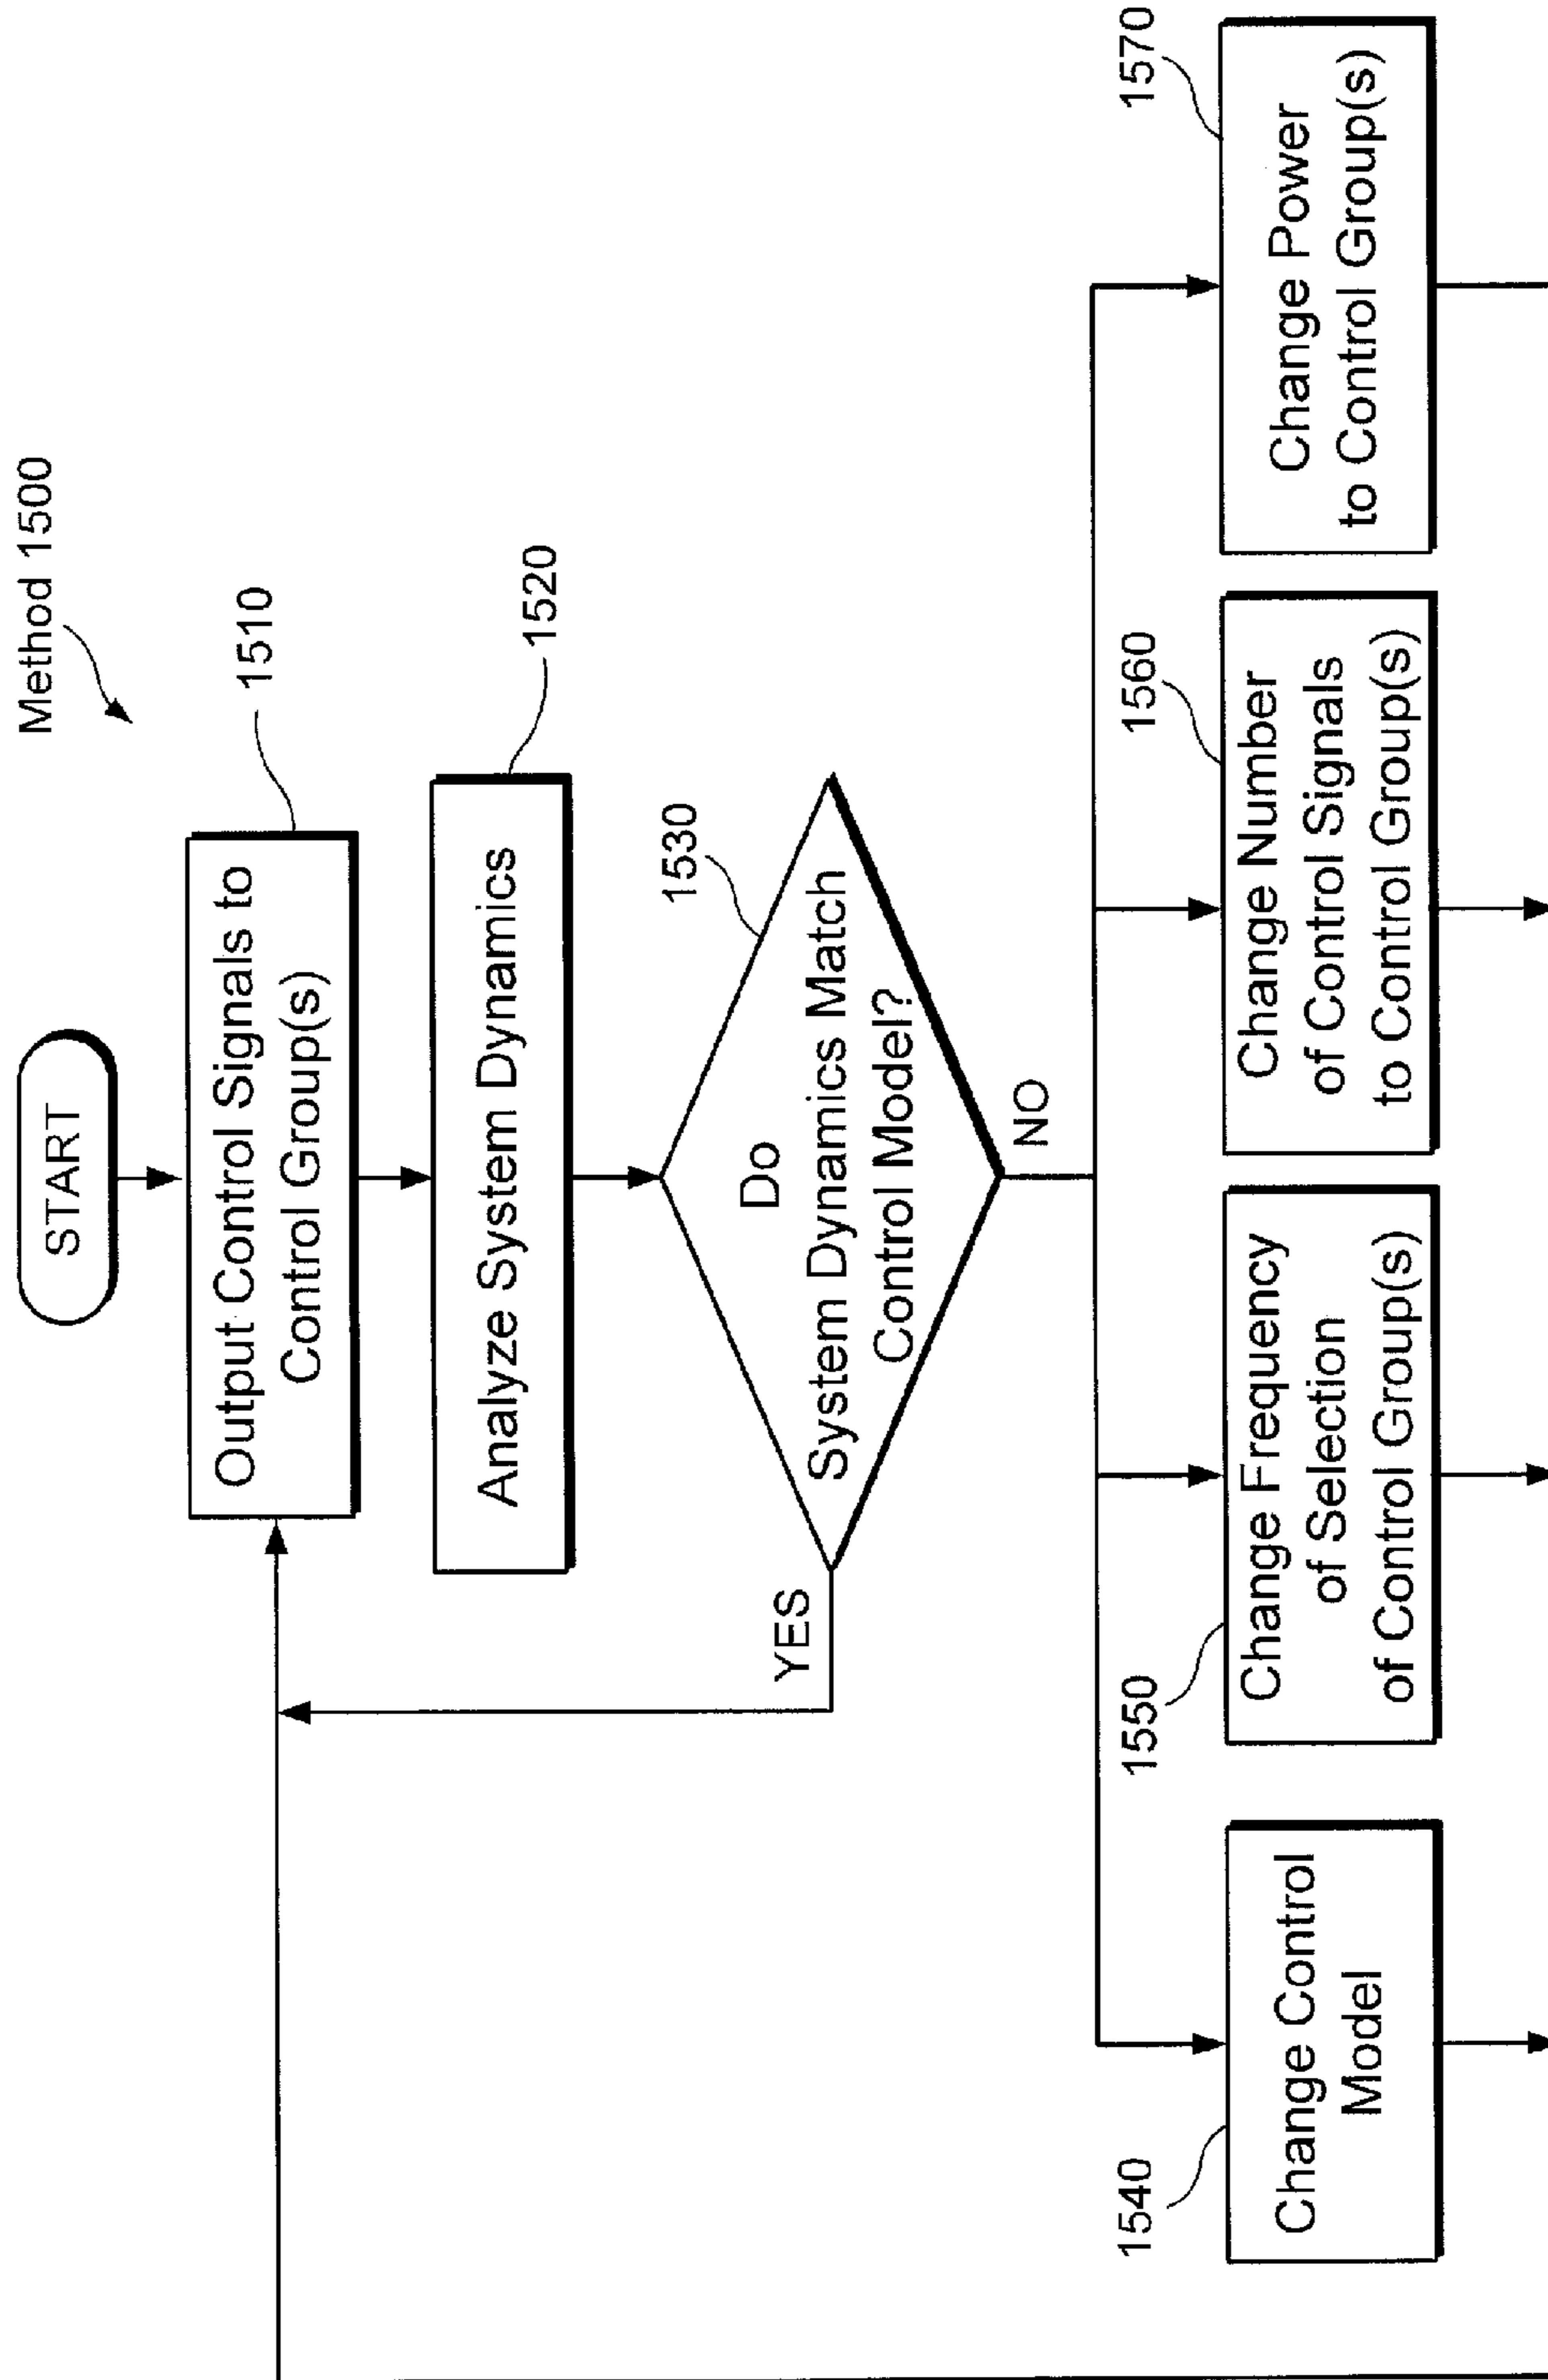 Method 1500
START
1510
Output Control Signals to
Control Group(s)
1520
Analyze System Dynamics
1530
Do
System Dynamics Match
Control Model?
YES
NO
1540
Change Control
Model
1550
Change Frequency
of Selection
of Control Group(s)
1560
Change Number
of Control Signals
to Control Group(s)
1570
Change Power
to Control Group(s)